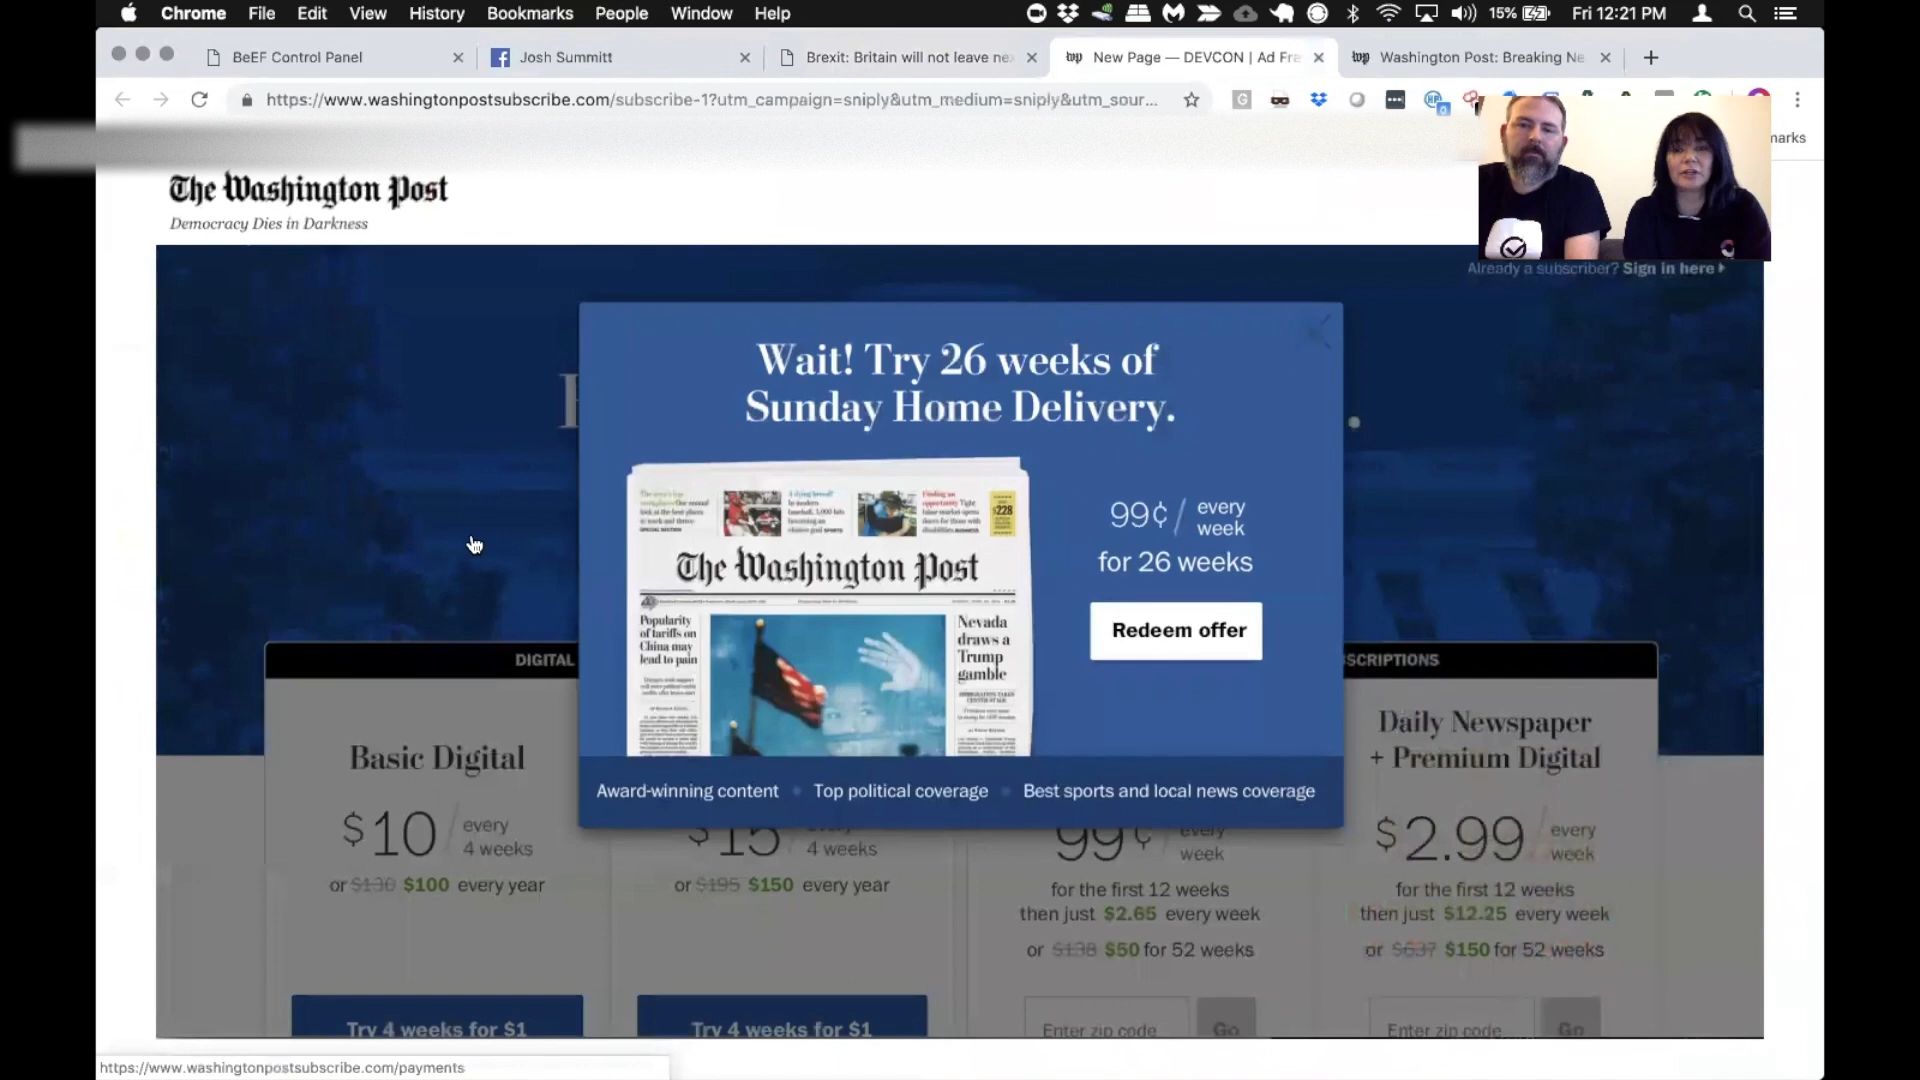 Chrome File Edit View History Bookmarks People Window Help
15% Fri 12:21 PM
BeEF Control Panel
Josh Summitt
Brexit: Britain will not leave ne
New Page — DEVCON | Ad Fra
Washington Post: Breaking Ne
https://www.washingtonpostsubscribe.com/subscribe-1?utm_campaign=sniply&utm_medium=sniply&utm_sour...
marks
The Washington Post
Democracy Dies in Darkness
Already a subscriber? Sign in here
Wait! Try 26 weeks of
Sunday Home Delivery.
$228
The Washington Post
Popularity
of tariffs on
China may
lead to pain
Nevada
draws a
Trump
gamble
99¢/ every
week
for 26 weeks
Redeem offer
Award-winning content • Top political coverage • Best sports and local news coverage
DIGITAL
SCRIPTIONS
Basic Digital
$10/ every
4 weeks
or $130 $100 every year
Try 4 weeks for $1
$15/ every
4 weeks
or $195 $150 every year
Try 4 weeks for $1
99¢/ every
week
for the first 12 weeks
then just $2.65 every week
or $138 $50 for 52 weeks
Enter zip code Go
Daily Newspaper
+ Premium Digital
$2.99/ every
week
for the first 12 weeks
then just $12.25 every week
or $637 $150 for 52 weeks
Enter zip code Go
https://www.washingtonpostsubscribe.com/payments